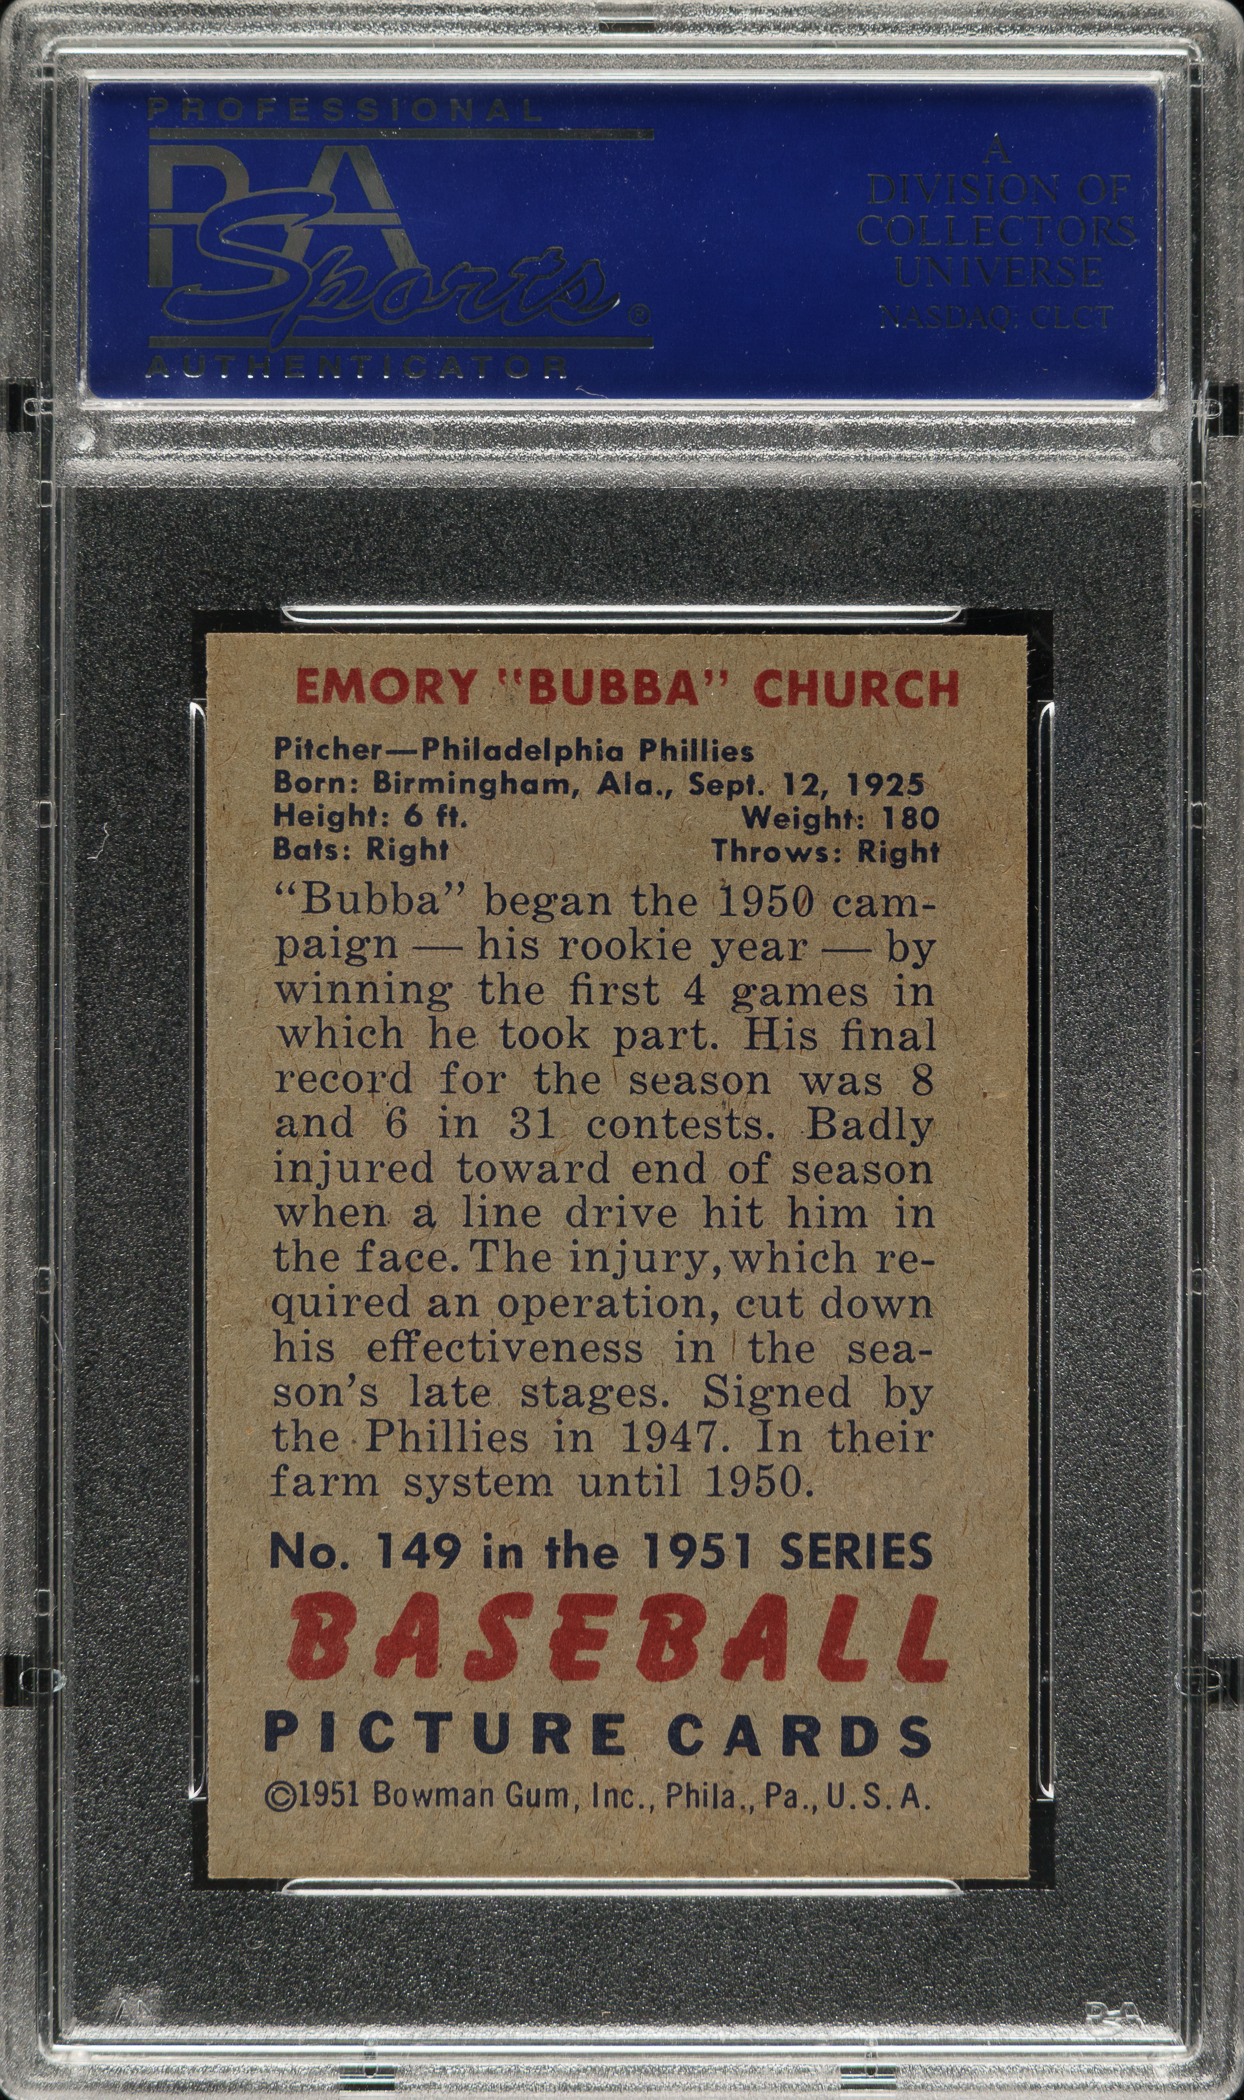 PROFESSIONAL
PSA
Sports®
AUTHENTICATOR
A
DIVISION OF
COLLECTORS
UNIVERSE
NASDAQ: CLCT
EMORY "BUBBA" CHURCH
Pitcher—Philadelphia Phillies
Born: Birmingham, Ala., Sept. 12, 1925
Height: 6 ft. Weight: 180
Bats: Right Throws: Right
“Bubba” began the 1950 cam-
paign — his rookie year — by
winning the first 4 games in
which he took part. His final
record for the season was 8
and 6 in 31 contests. Badly
injured toward end of season
when a line drive hit him in
the face. The injury, which re-
quired an operation, cut down
his effectiveness in the sea-
son’s late stages. Signed by
the Phillies in 1947. In their
farm system until 1950.
No. 149 in the 1951 SERIES
BASEBALL
PICTURE CARDS
©1951 Bowman Gum, Inc., Phila., Pa., U.S.A.
PSA